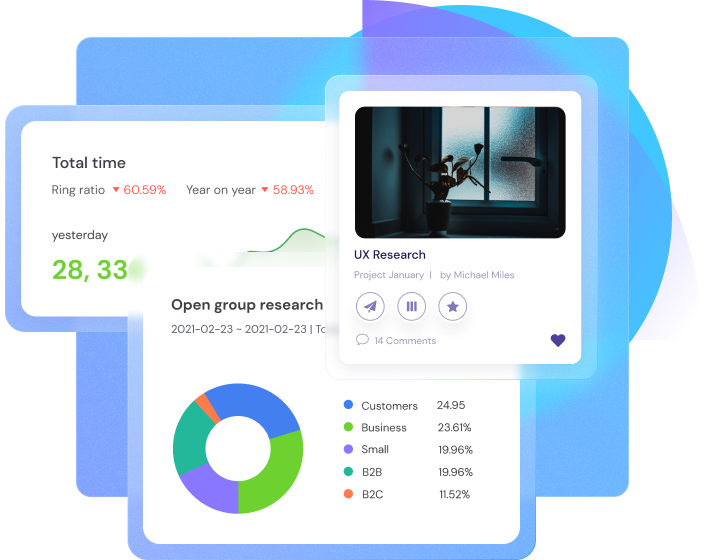 Total time
Ring ratio 60.59% Year on year 58.93%
yesterday
28, 33
UX Research
Project January | by Michael Miles
14 Comments
Open group research
2021-02-23 ~ 2021-02-23 |
Customers 24.95
Business 23.61%
Small 19.96%
B2B 19.96%
B2C 11.52%